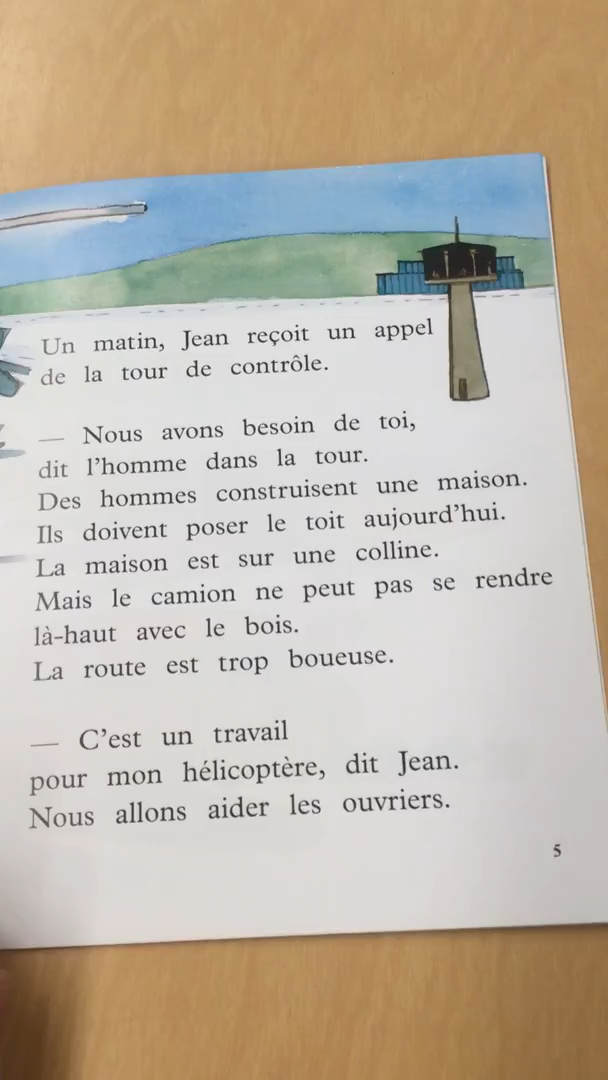 Un matin, Jean reçoit un appel
de la tour de contrôle.
— Nous avons besoin de toi,
dit l'homme dans la tour.
Des hommes construisent une maison.
Ils doivent poser le toit aujourd'hui.
La maison est sur une colline.
Mais le camion ne peut pas se rendre
là-haut avec le bois.
La route est trop boueuse.
— C'est un travail
pour mon hélicoptère, dit Jean.
Nous allons aider les ouvriers.
5